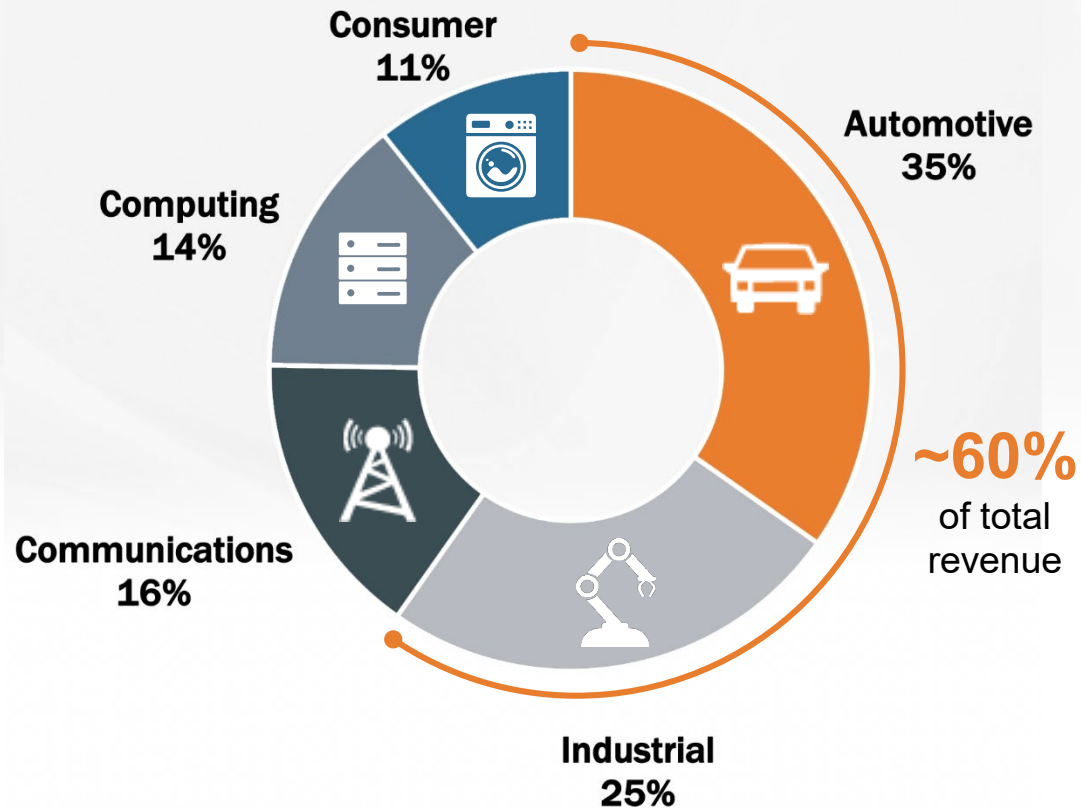 Consumer
11%
Automotive
35%
Computing
14%
~60%
of total
revenue
Communications
16%
Industrial
25%